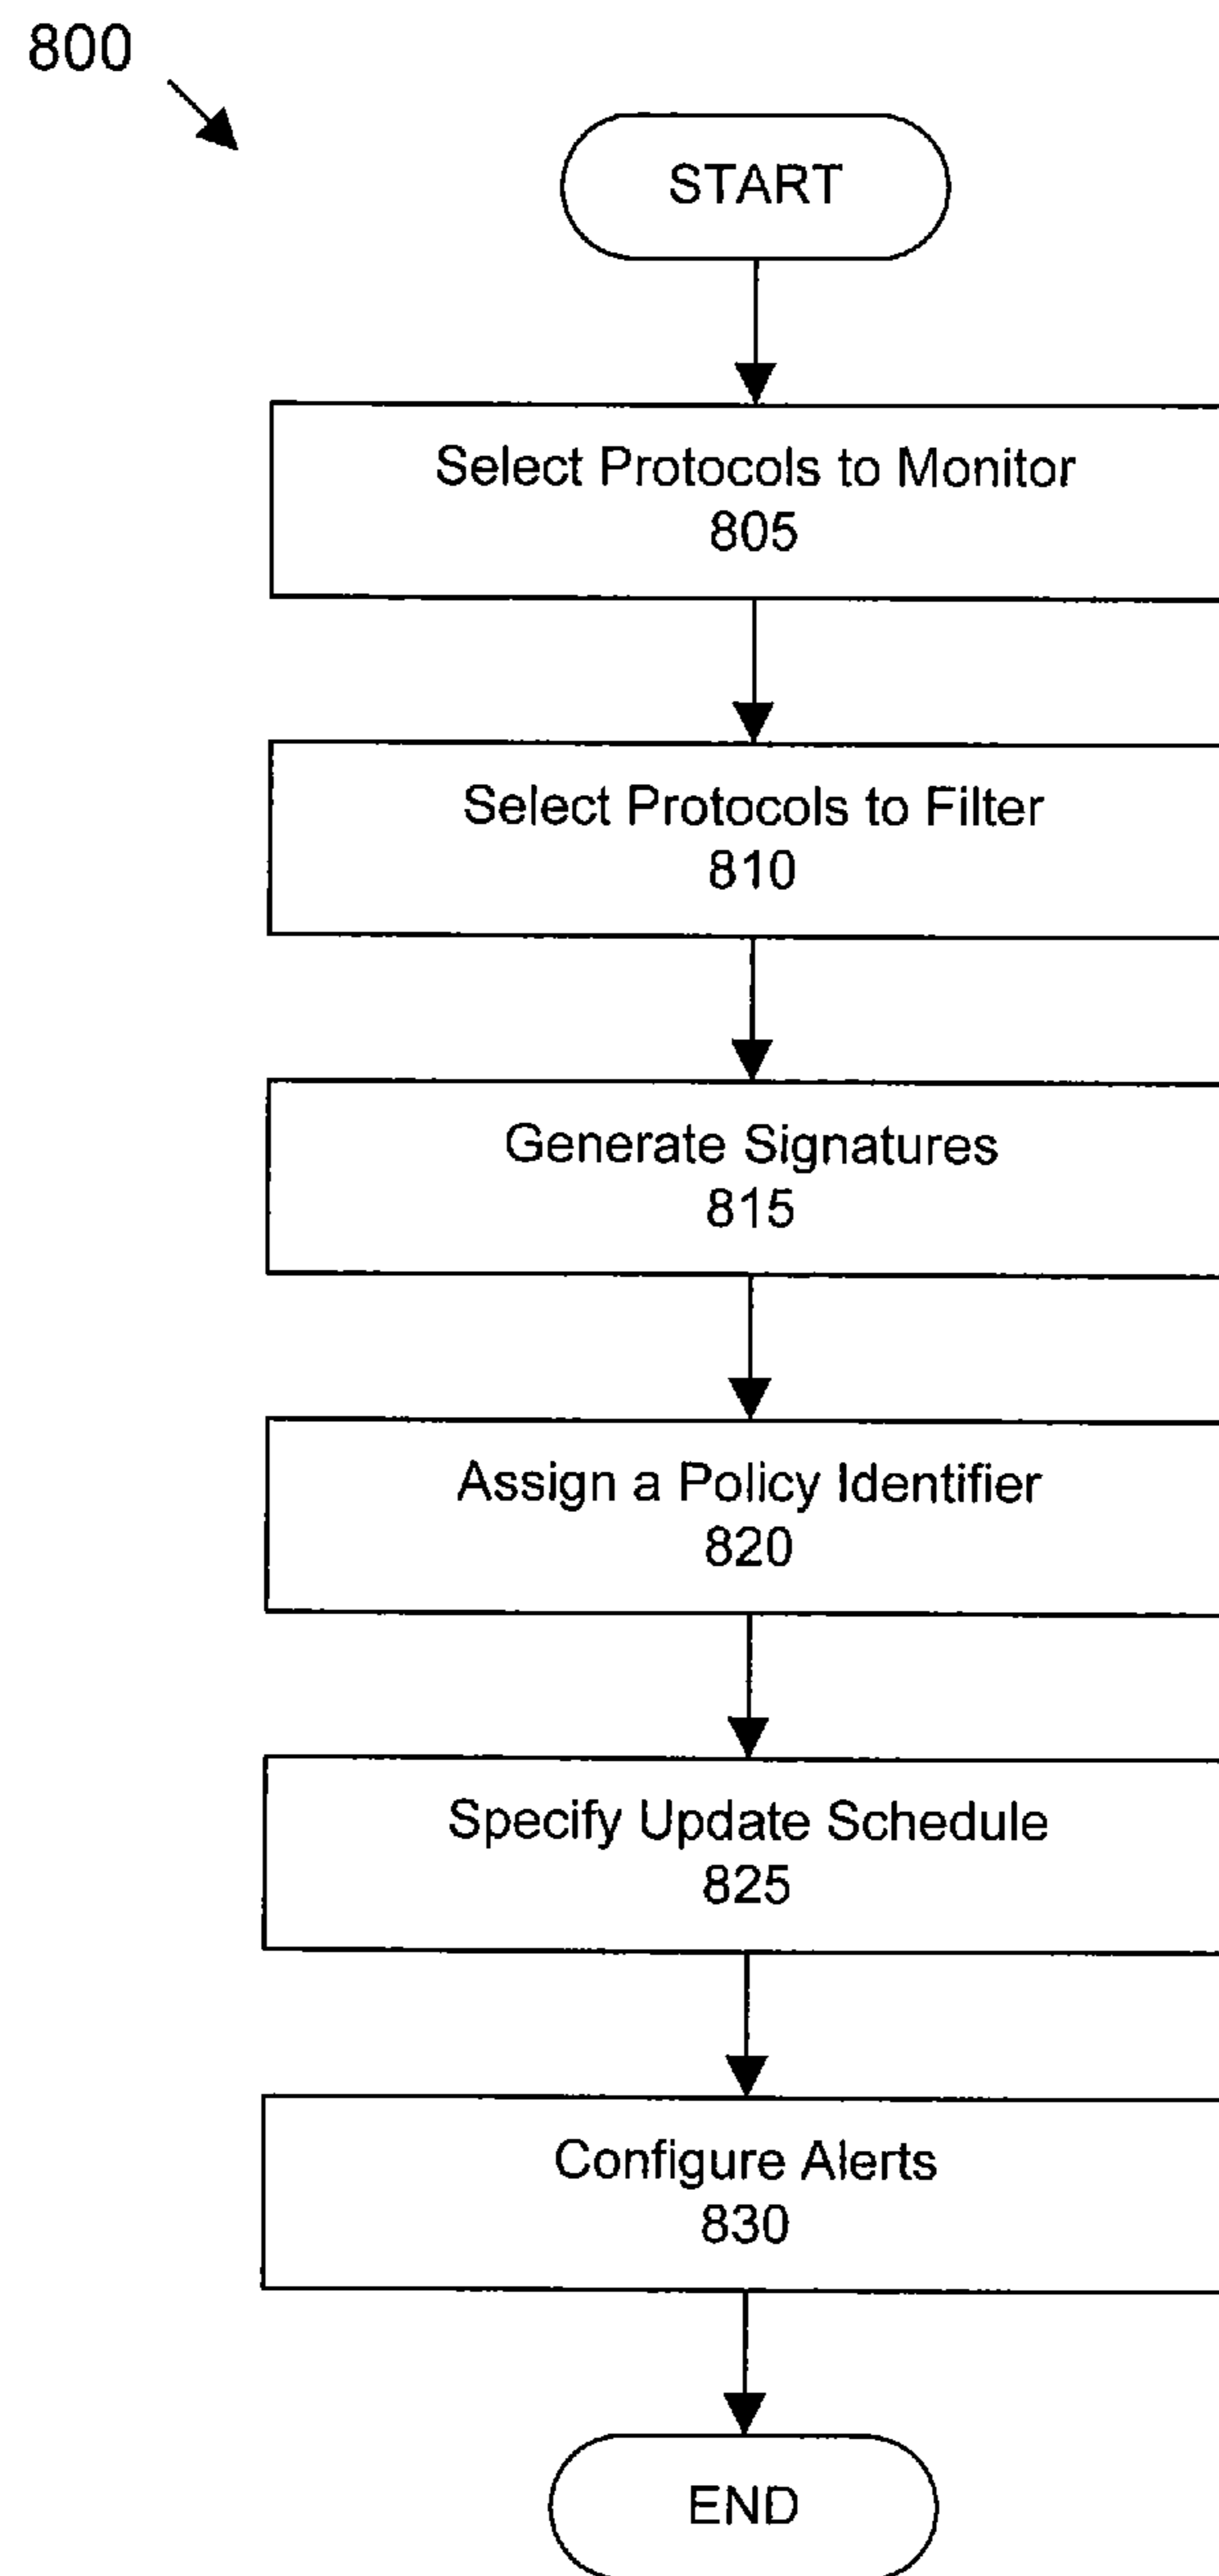 800
START
Select Protocols to Monitor
805
Select Protocols to Filter
810
Generate Signatures
815
Assign a Policy Identifier
820
Specify Update Schedule
825
Configure Alerts
830
END